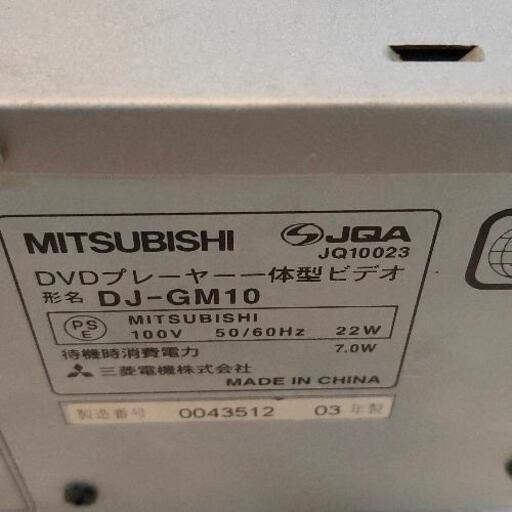 MITSUBISHI
JQA
JQ10023
DVDプレーヤー一体型ビデオ
形名 DJ-GM10
PS E
MITSUBISHI
100V 50/60Hz 22W
待機時消費電力 7.0W
三菱電機株式会社
MADE IN CHINA
製造番号 0043512 03年製